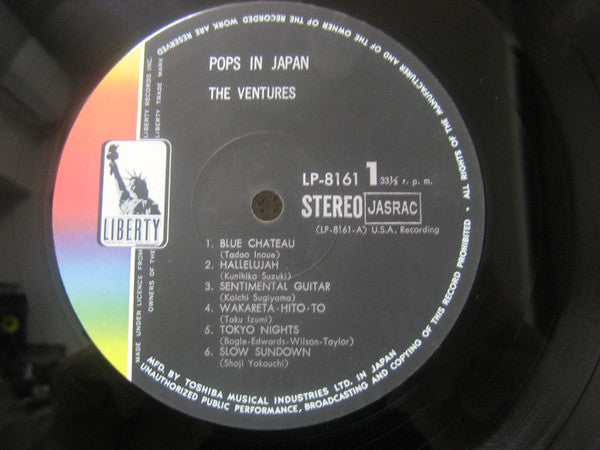 ALL RIGHTS OF THE MANUFACTURER AND OF THE OWNER OF THE RECORDED WORK ARE RESERVED
POPS IN JAPAN
THE VENTURES
LIBERTY RECORDS INC.
LIBERTY TRADE MARK
LIBERTY
MADE UNDER LICENCE FROM
OWNERS OF THE
LP-8161 1 33⅓ r. p. m.
STEREO JASRAC
(LP-8161-A) U.S.A. Recording
1. BLUE CHATEAU
(Tadao Inoue)
2. HALLELUJAH
(Kunihiko Suzuki)
3. SENTIMENTAL GUITAR
(Kaichi Sugiyama)
4. WAKARETA-HITO-TO
(Taku Izumi)
5. TOKYO NIGHTS
(Bogle-Edwards-Wilson-Taylor)
6. SLOW SUNDOWN
(Shoji Yokouchi)
MFD. BY TOSHIBA MUSICAL INDUSTRIES LTD. IN JAPAN
UNAUTHORIZED PUBLIC PERFORMANCE, BROADCASTING AND COPYING OF THIS RECORD PROHIBITED.